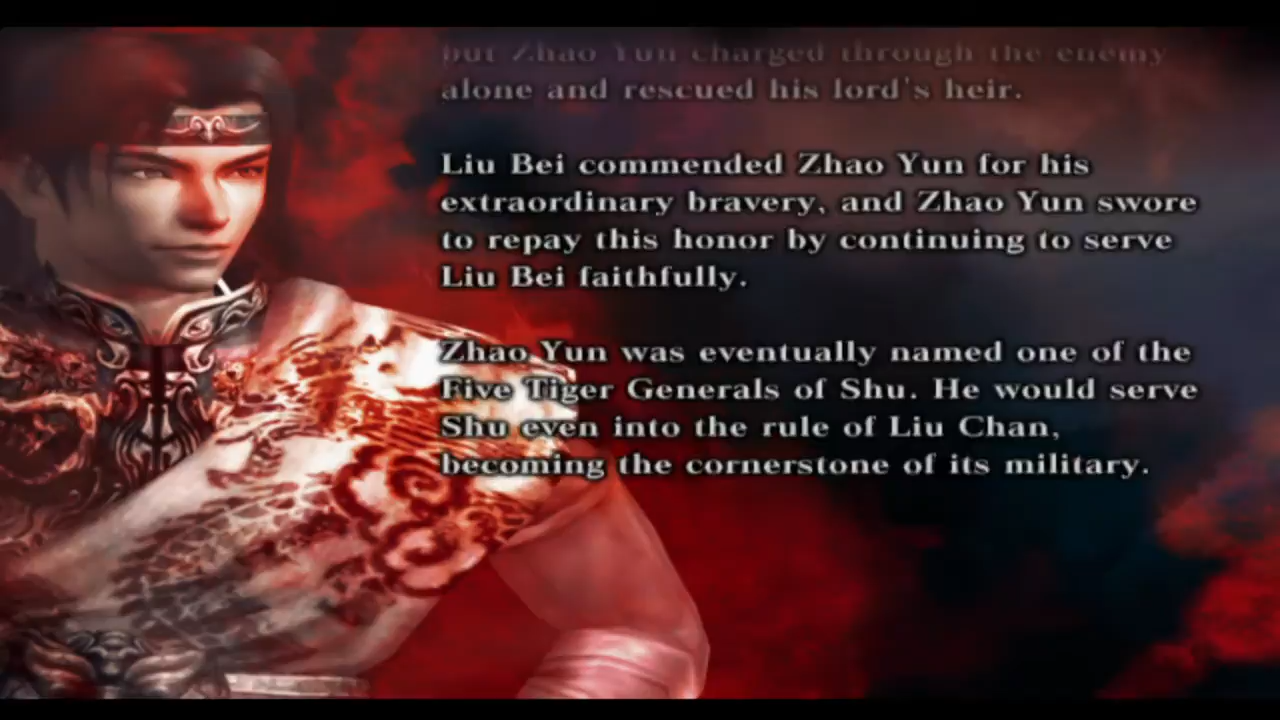 but Zhao Yun charged through the enemy
alone and rescued his lord's heir.
Liu Bei commended Zhao Yun for his
extraordinary bravery, and Zhao Yun swore
to repay this honor by continuing to serve
Liu Bei faithfully.
Zhao Yun was eventually named one of the
Five Tiger Generals of Shu. He would serve
Shu even into the rule of Liu Chan,
becoming the cornerstone of its military.